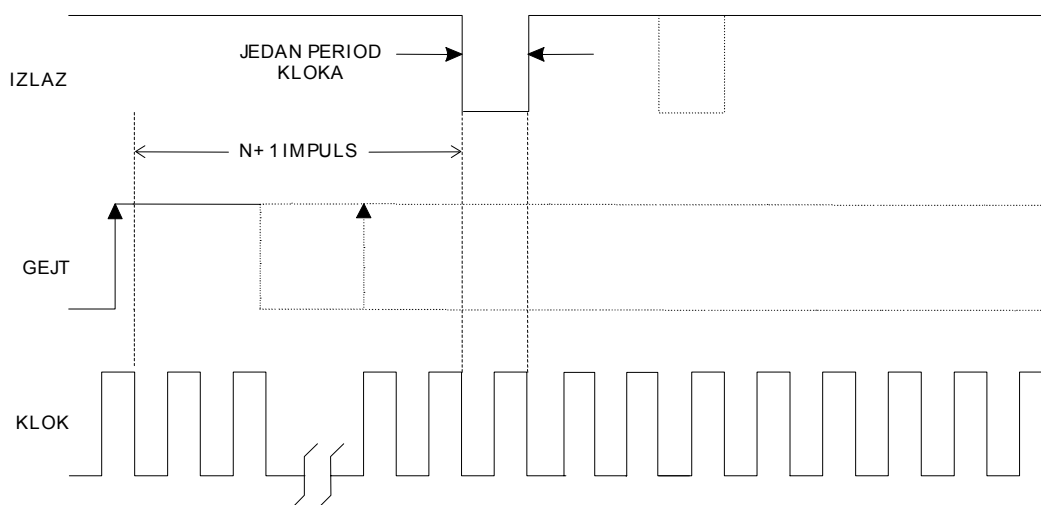 JEDAN PERIOD
KLOKA
IZLAZ
N+1 IMPULS
GEJT
KLOK